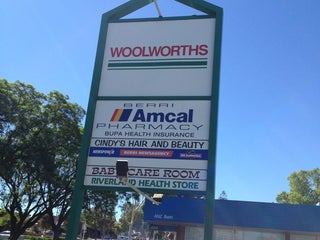 WOOLWORTHS
BERRI
Amcal
PHARMACY
BUPA HEALTH INSURANCE
CINDY'S HAIR AND BEAUTY
BERRI NEWSAGENCY
BABY CARE ROOM
RIVERLAND HEALTH STORE
ANZ